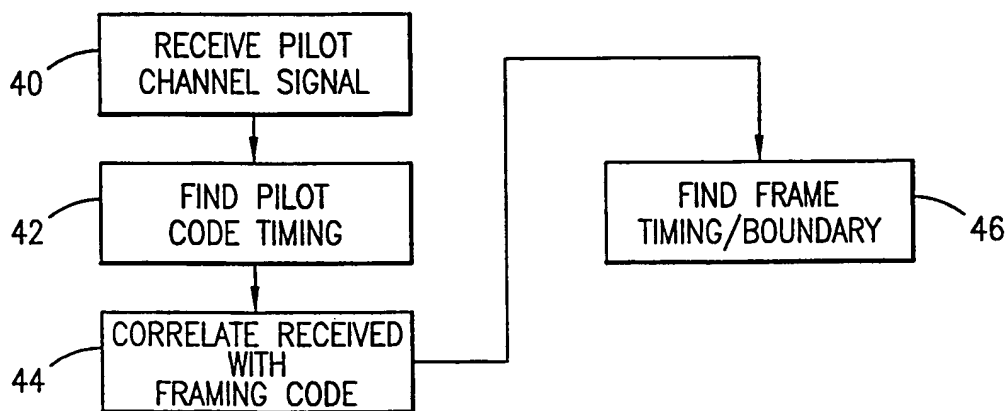 40
RECEIVE PILOT
CHANNEL SIGNAL
42
FIND PILOT
CODE TIMING
44
CORRELATE RECEIVED
WITH
FRAMING CODE
FIND FRAME
TIMING/BOUNDARY
46